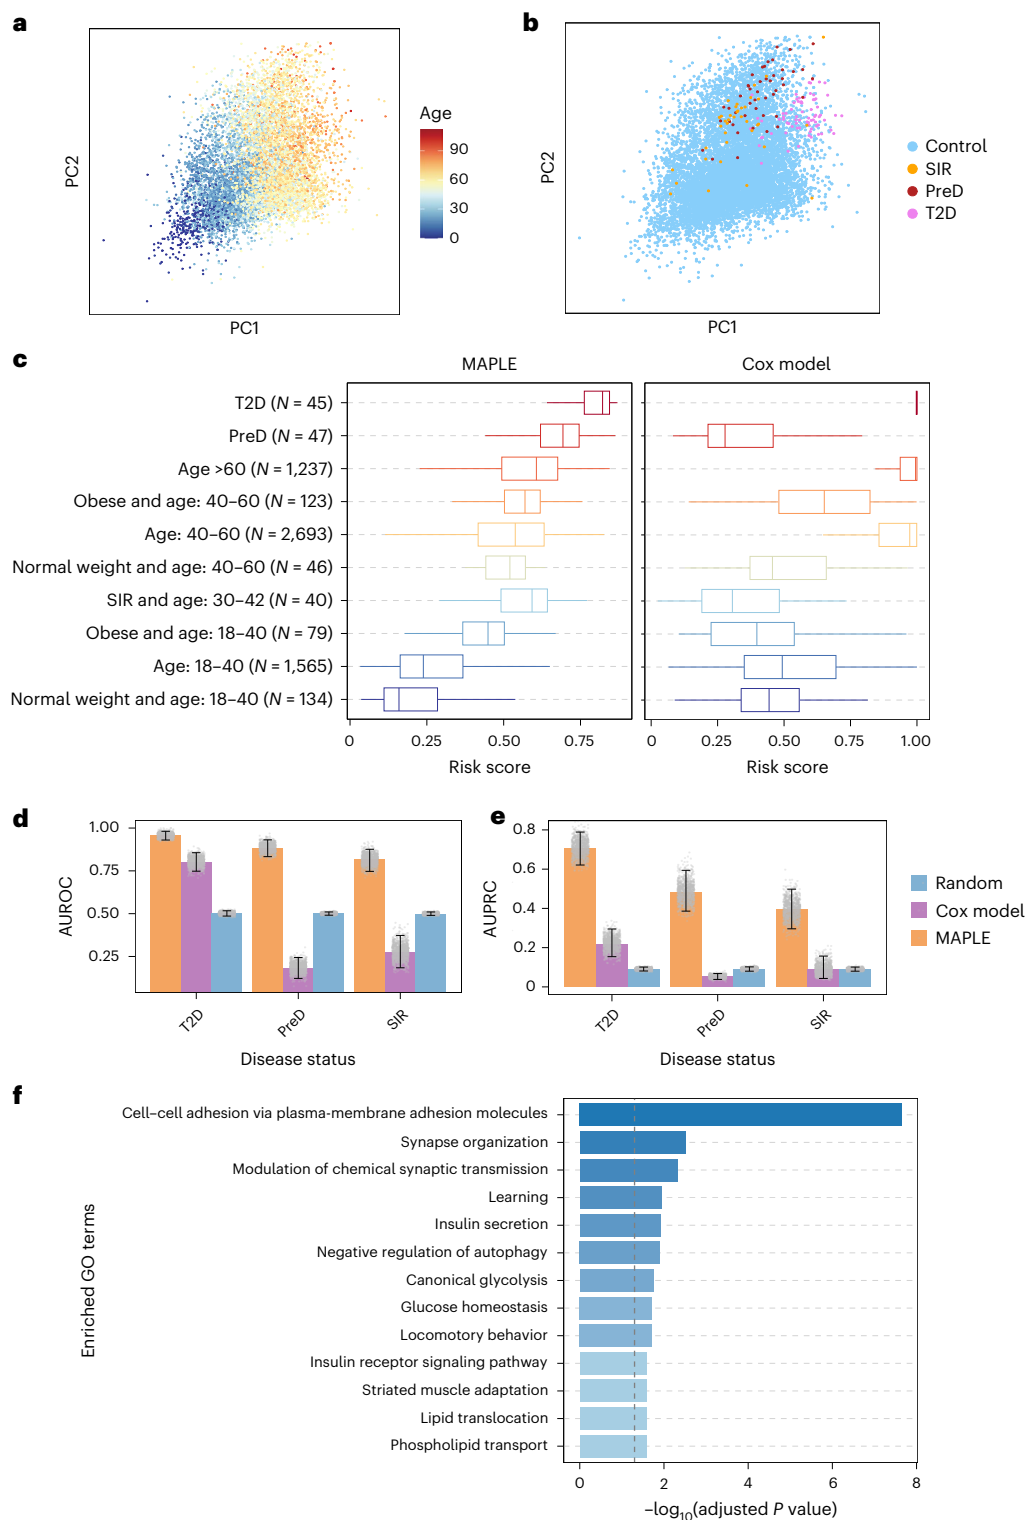 a
PC2
PC1
Age
90
60
30
0
b
PC2
PC1
Control
SIR
PreD
T2D
c
MAPLE
Cox model
T2D (N = 45)
PreD (N = 47)
Age >60 (N = 1,237)
Obese and age: 40–60 (N = 123)
Age: 40–60 (N = 2,693)
Normal weight and age: 40–60 (N = 46)
SIR and age: 30–42 (N = 40)
Obese and age: 18–40 (N = 79)
Age: 18–40 (N = 1,565)
Normal weight and age: 18–40 (N = 134)
0 0.25 0.50 0.75
0 0.25 0.50 0.75 1.00
Risk score
Risk score
d
AUROC
1.00
0.75
0.50
0.25
T2D PreD SIR
Disease status
e
AUPRC
0.8
0.6
0.4
0.2
0
T2D PreD SIR
Disease status
Random
Cox model
MAPLE
f
Enriched GO terms
Cell–cell adhesion via plasma-membrane adhesion molecules
Synapse organization
Modulation of chemical synaptic transmission
Learning
Insulin secretion
Negative regulation of autophagy
Canonical glycolysis
Glucose homeostasis
Locomotory behavior
Insulin receptor signaling pathway
Striated muscle adaptation
Lipid translocation
Phospholipid transport
0 2 4 6 8
–log10(adjusted P value)